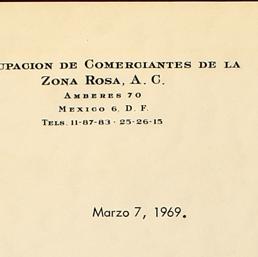 UPACION DE COMERCIANTES DE LA
ZONA ROSA, A. C.
AMBERES 70
MEXICO 6, D. F.
TELS. 11-87-83 · 25-26-15
Marzo 7, 1969.